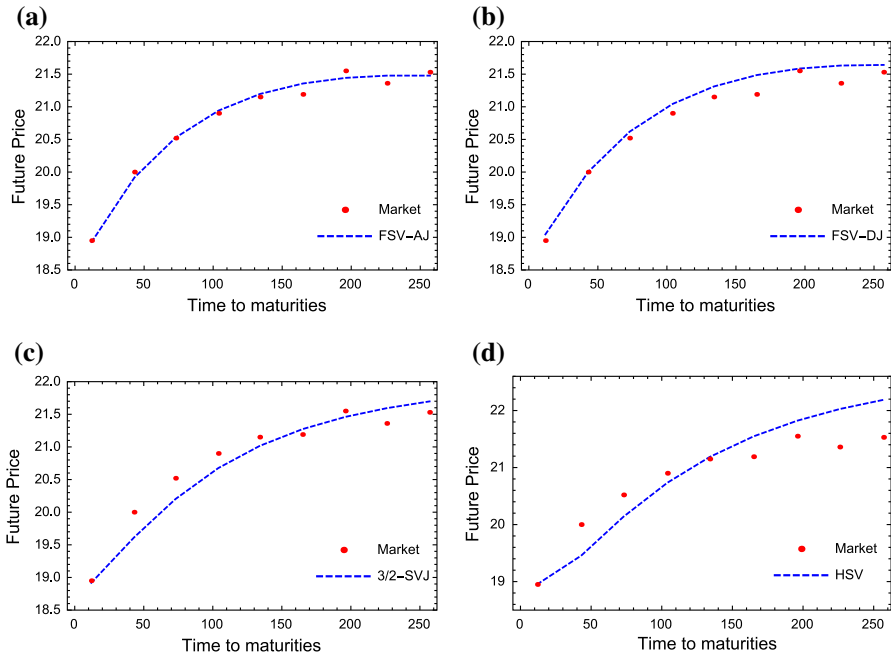 (a)
22.0
21.5
21.0
20.5
20.0
19.5
19.0
18.5
Future Price
Market
FSV–AJ
0 50 100 150 200 250
Time to maturities
(b)
22.0
21.5
21.0
20.5
20.0
19.5
19.0
18.5
Future Price
Market
FSV–DJ
0 50 100 150 200 250
Time to maturities
(c)
22.0
21.5
21.0
20.5
20.0
19.5
19.0
18.5
Future Price
Market
3/2–SVJ
0 50 100 150 200 250
Time to maturities
(d)
22
21
20
19
Future Price
Market
HSV
0 50 100 150 200 250
Time to maturities